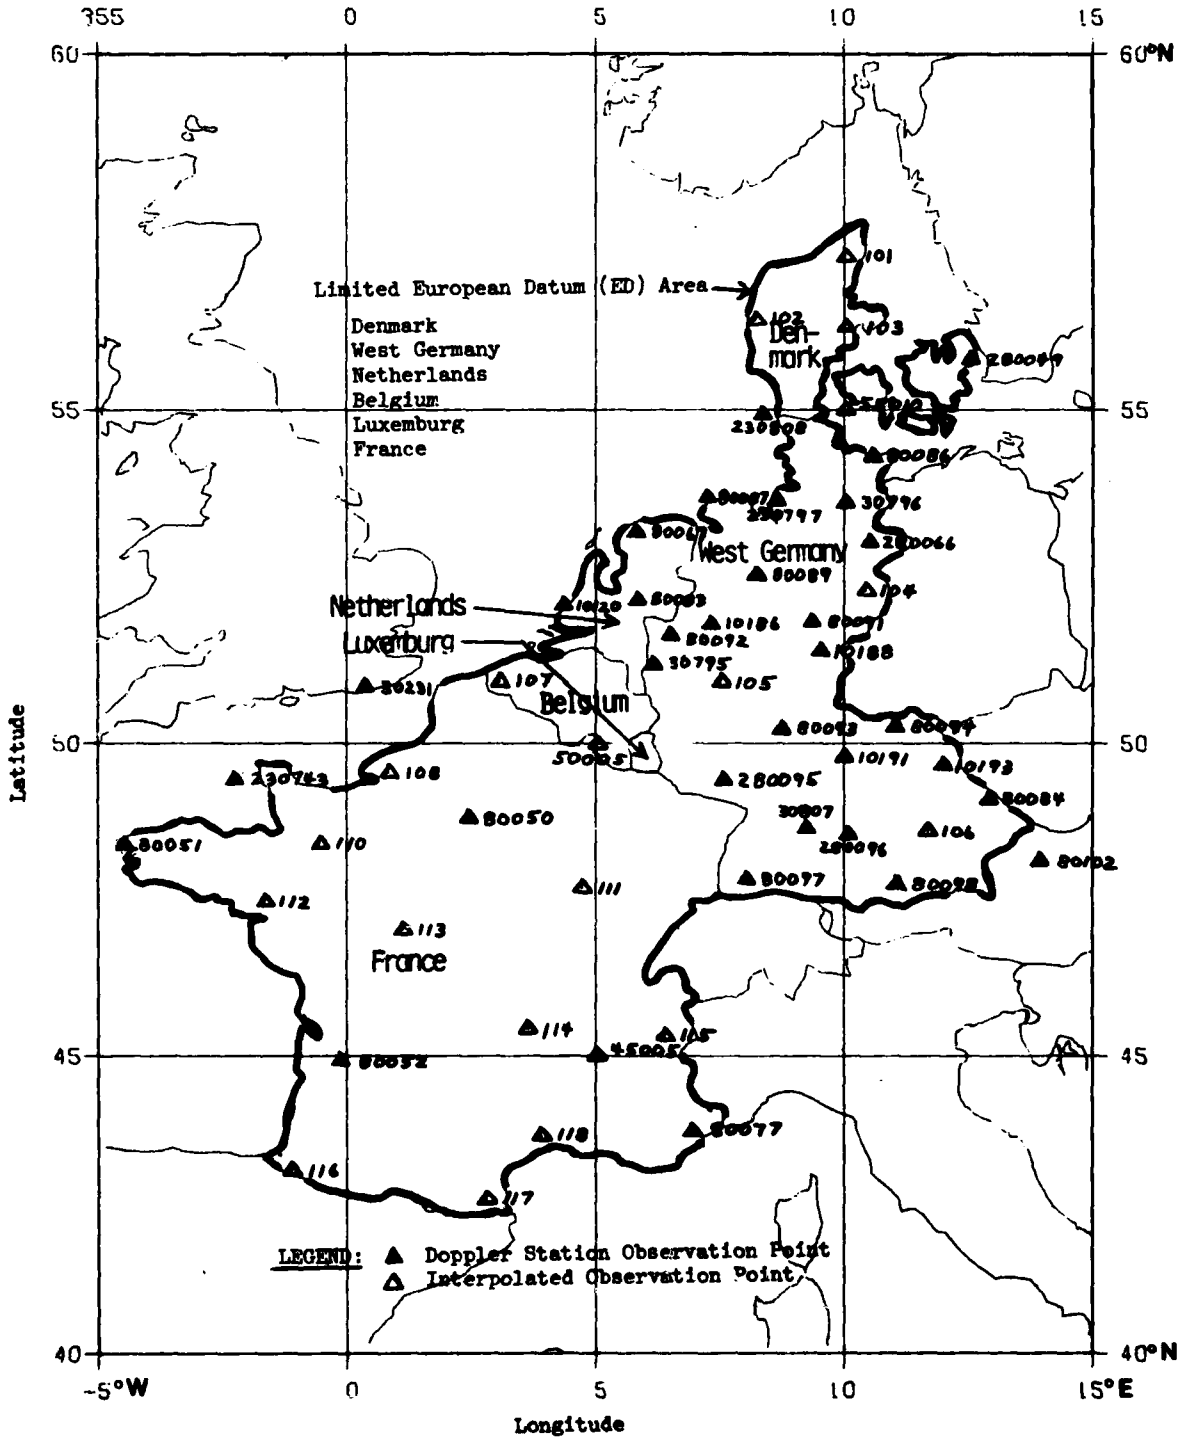 355 0 5 10 15
60 60°N
101
Limited European Datum (ED) Area
102
Den-
mark
103
Denmark
West Germany
Netherlands
Belgium
Luxemburg
France
280049
55 55
230808
80086
30796
80067
280066
West Germany
80089
104
Netherlands
10120
80083
10186
80091
80092
Luxemburg
10188
30795
107
105
80231
Belgium
80093
80094
50 50
50005
10191
10193
108
230743
280095
80084
30807
80050
106
80051
110
280096
80102
80097
80098
111
112
113
France
114
105
45 45
45005
80052
118
80077
116
117
LEGEND: Doppler Station Observation Point
Interpolated Observation Point
40 40°N
-5°W 0 5 10 15°E
Latitude
Longitude